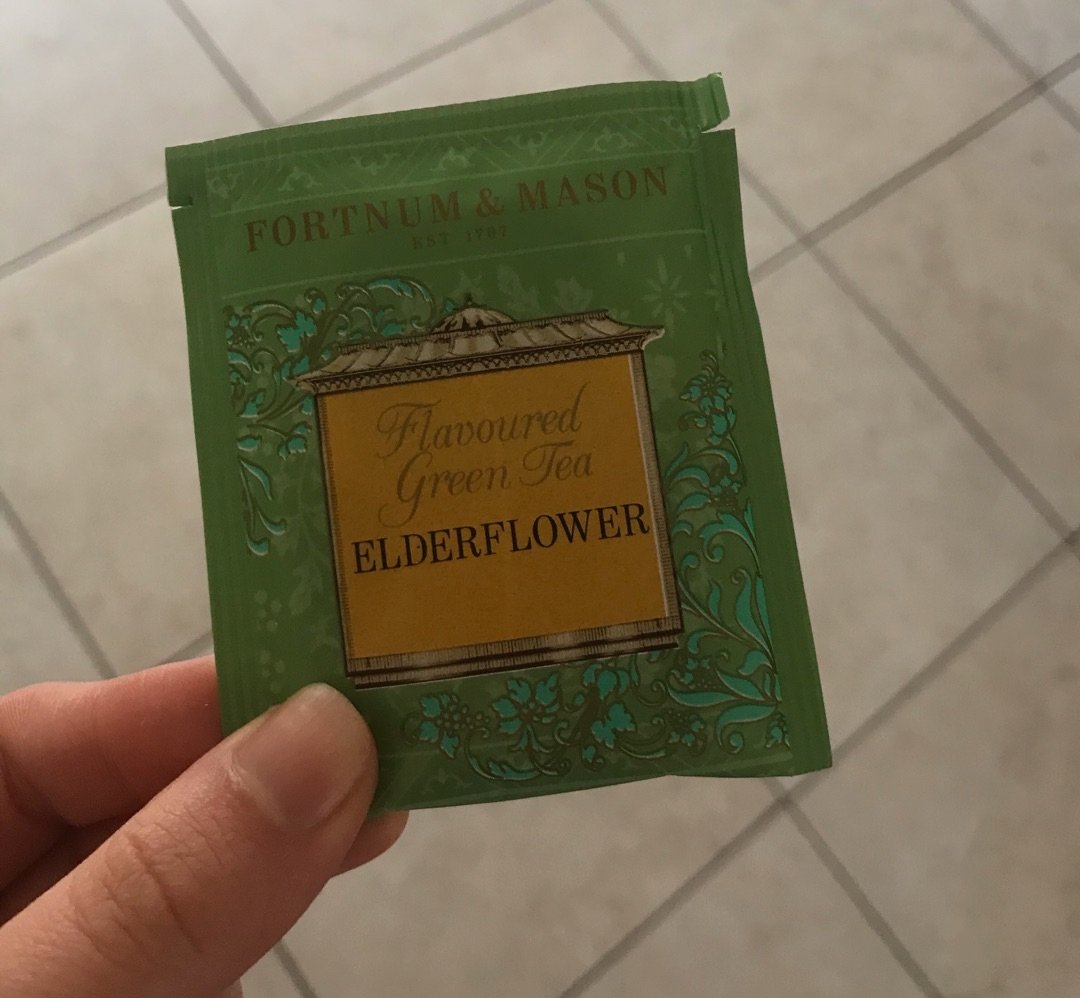 FORTNUM & MASON
EST 1707
Flavoured
Green Tea
ELDERFLOWER